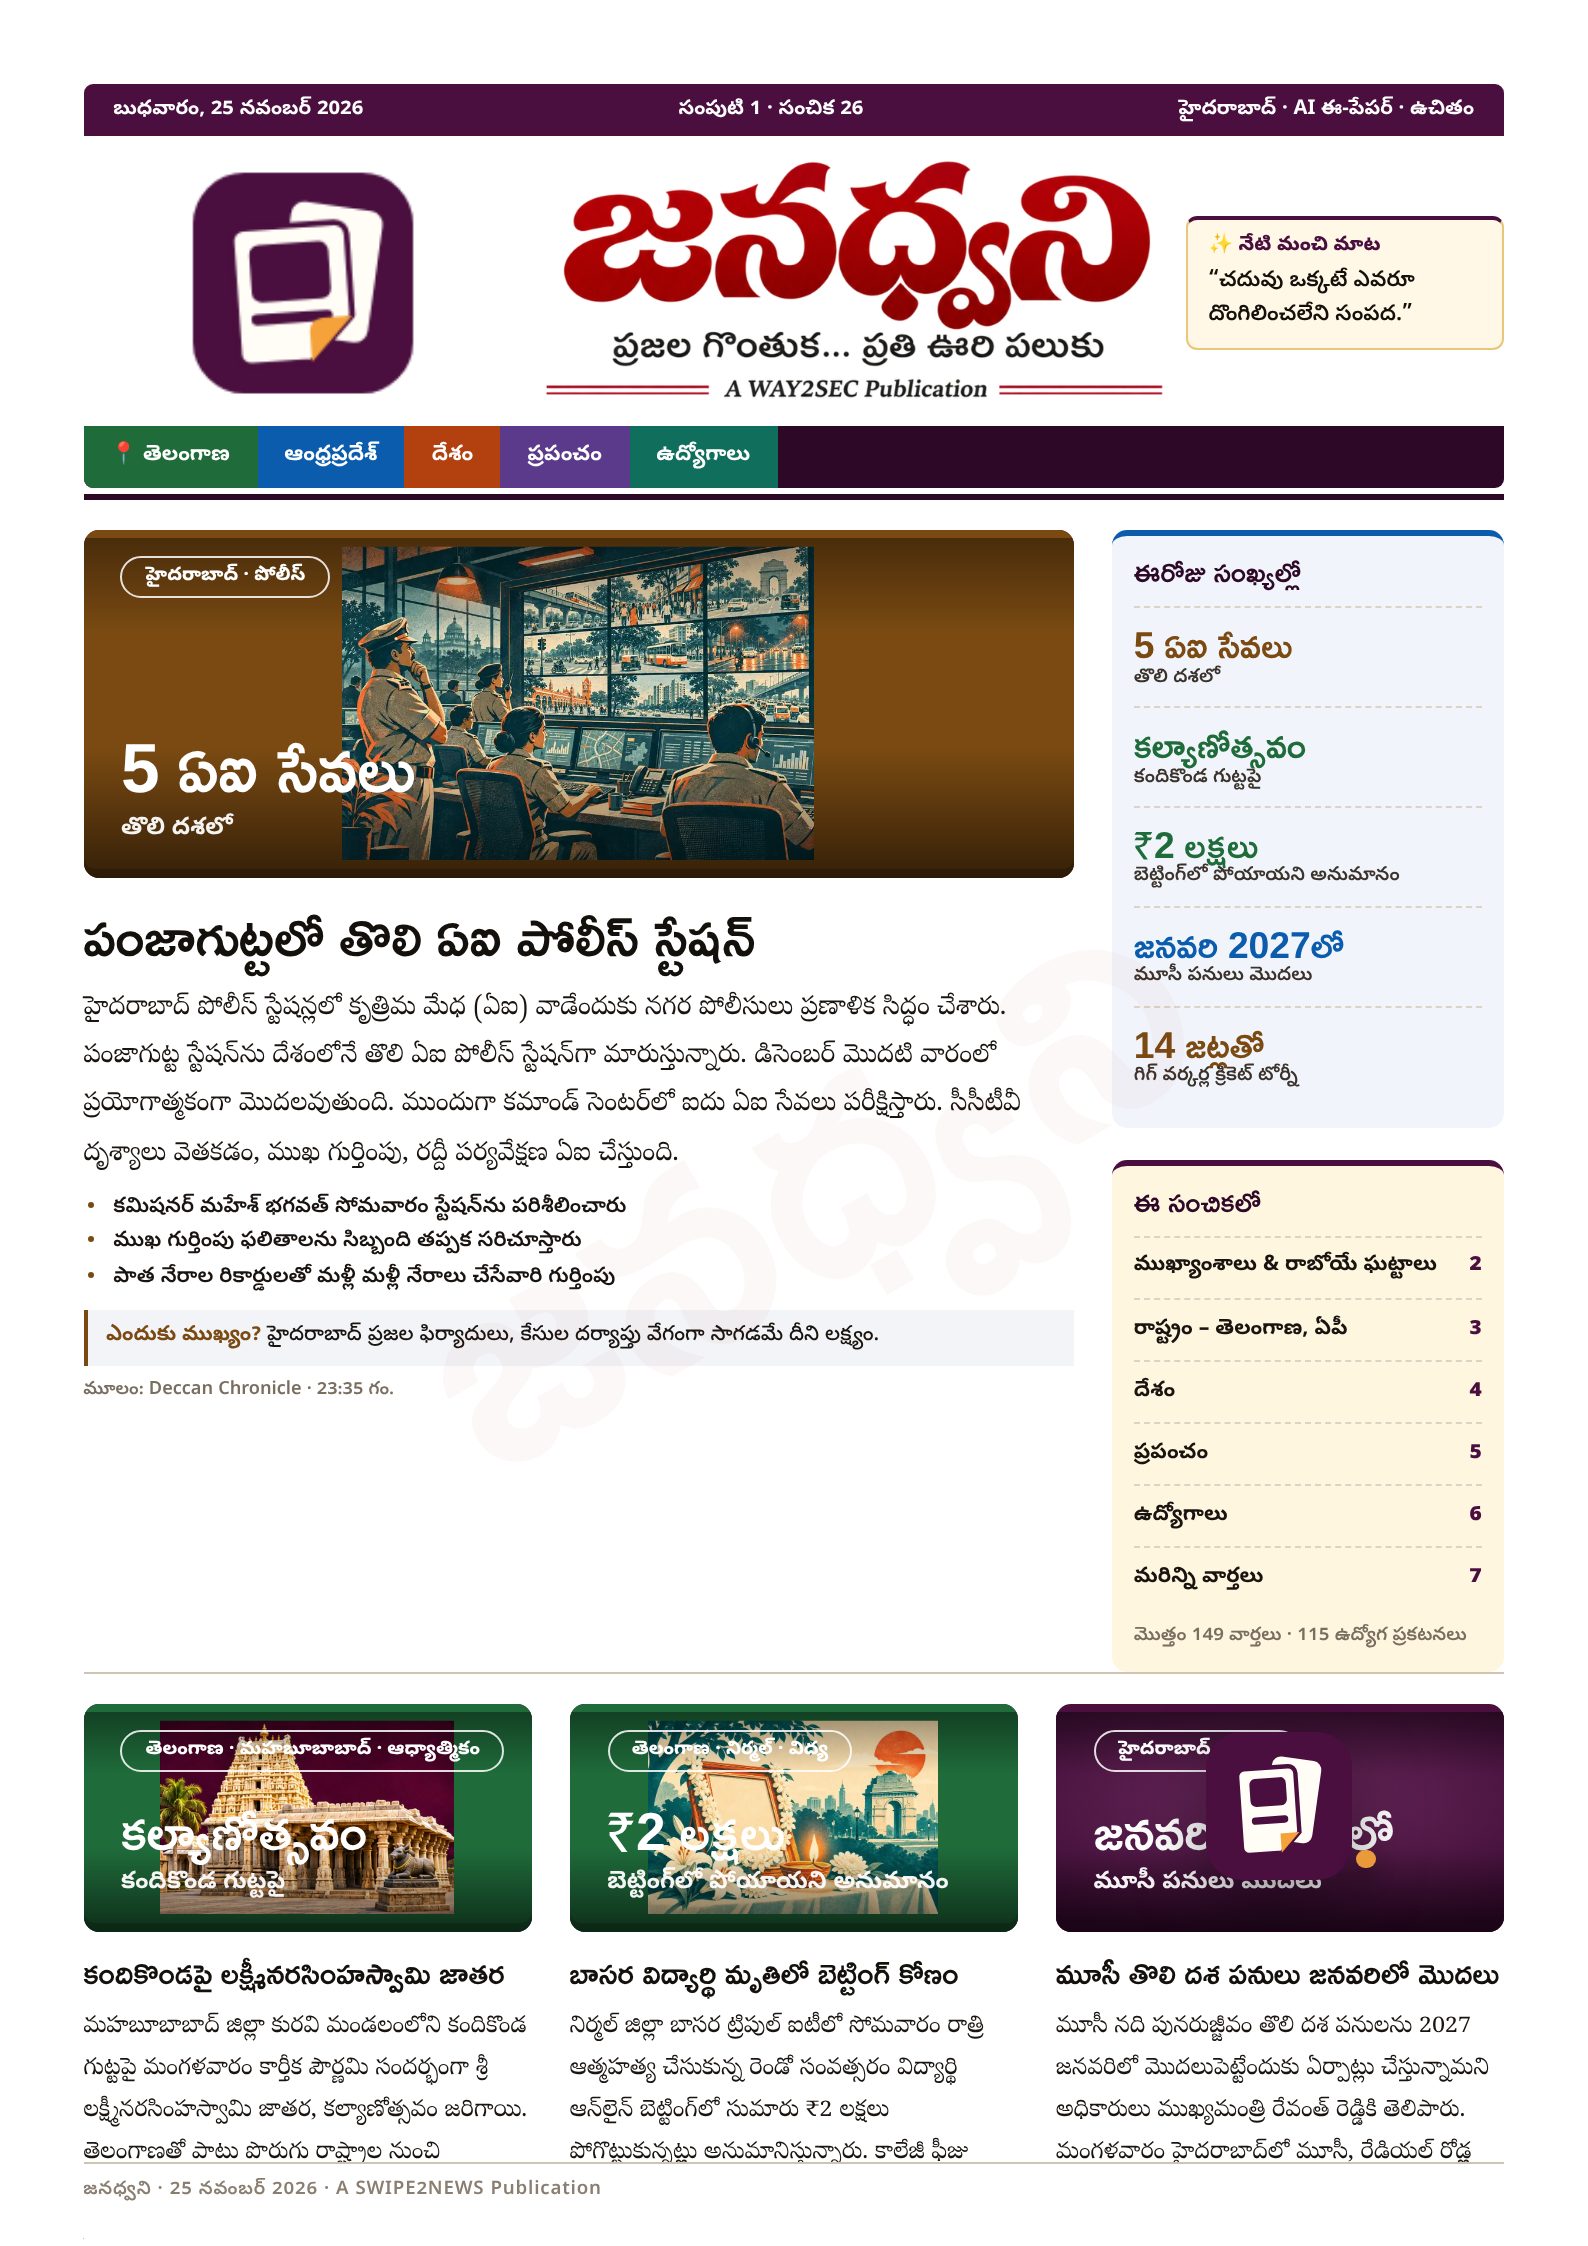 బుధవారం, 25 నవంబర్ 2026
సంపుటి 1 · సంచిక 26
హైదరాబాద్ · AI ఈ-పేపర్ · ఉచితం
జనధ్వని
ప్రజల గొంతుక... ప్రతి ఊరి పలుకు
A WAY2SEC Publication
✨ నేటి మంచి మాట
“చదువు ఒక్కటే ఎవరూ
దొంగిలించలేని సంపద.”
📍 తెలంగాణ
ఆంధ్రప్రదేశ్
దేశం
ప్రపంచం
ఉద్యోగాలు
హైదరాబాద్ · పోలీస్
5 ఏఐ సేవలు
తొలి దశలో
పంజాగుట్టలో తొలి ఏఐ పోలీస్ స్టేషన్
హైదరాబాద్ పోలీస్ స్టేషన్లలో కృత్రిమ మేధ (ఏఐ) వాడేందుకు నగర పోలీసులు ప్రణాళిక సిద్ధం చేశారు.
పంజాగుట్ట స్టేషన్‌ను దేశంలోనే తొలి ఏఐ పోలీస్ స్టేషన్‌గా మారుస్తున్నారు. డిసెంబర్ మొదటి వారంలో
ప్రయోగాత్మకంగా మొదలవుతుంది. ముందుగా కమాండ్ సెంటర్‌లో ఐదు ఏఐ సేవలు పరీక్షిస్తారు. సీసీటీవీ
దృశ్యాలు వెతకడం, ముఖ గుర్తింపు, రద్దీ పర్యవేక్షణ ఏఐ చేస్తుంది.
• కమిషనర్ మహేశ్ భగవత్ సోమవారం స్టేషన్‌ను పరిశీలించారు
• ముఖ గుర్తింపు ఫలితాలను సిబ్బంది తప్పక సరిచూస్తారు
• పాత నేరాల రికార్డులతో మళ్లీ మళ్లీ నేరాలు చేసేవారి గుర్తింపు
ఎందుకు ముఖ్యం? హైదరాబాద్ ప్రజల ఫిర్యాదులు, కేసుల దర్యాప్తు వేగంగా సాగడమే దీని లక్ష్యం.
మూలం: Deccan Chronicle · 23:35 గం.
జనధ్వని
ఈరోజు సంఖ్యల్లో
5 ఏఐ సేవలు
తొలి దశలో
కల్యాణోత్సవం
కందికొండ గుట్టపై
₹2 లక్షలు
బెట్టింగ్‌లో పోయాయని అనుమానం
జనవరి 2027లో
మూసీ పనులు మొదలు
14 జట్లతో
గిగ్ వర్కర్ల క్రికెట్ టోర్నీ
ఈ సంచికలో
ముఖ్యాంశాలు & రాబోయే ఘట్టాలు 2
రాష్ట్రం – తెలంగాణ, ఏపీ 3
దేశం 4
ప్రపంచం 5
ఉద్యోగాలు 6
మరిన్ని వార్తలు 7
మొత్తం 149 వార్తలు · 115 ఉద్యోగ ప్రకటనలు
తెలంగాణ · మహబూబాబాద్ · ఆధ్యాత్మికం
కల్యాణోత్సవం
కందికొండ గుట్టపై
కందికొండపై లక్ష్మీనరసింహస్వామి జాతర
మహబూబాబాద్ జిల్లా కురవి మండలంలోని కందికొండ
గుట్టపై మంగళవారం కార్తీక పౌర్ణమి సందర్భంగా శ్రీ
లక్ష్మీనరసింహస్వామి జాతర, కల్యాణోత్సవం జరిగాయి.
తెలంగాణతో పాటు పొరుగు రాష్ట్రాల నుంచి
తెలంగాణ · నిర్మల్ · విద్య
₹2 లక్షలు
బెట్టింగ్‌లో పోయాయని అనుమానం
బాసర విద్యార్థి మృతిలో బెట్టింగ్ కోణం
నిర్మల్ జిల్లా బాసర ట్రిపుల్ ఐటీలో సోమవారం రాత్రి
ఆత్మహత్య చేసుకున్న రెండో సంవత్సరం విద్యార్థి
ఆన్‌లైన్ బెట్టింగ్‌లో సుమారు ₹2 లక్షలు
పోగొట్టుకున్నట్లు అనుమానిస్తున్నారు. కాలేజీ ఫీజు
హైదరాబాద్
మూసీ పనులు మొదలు
మూసీ తొలి దశ పనులు జనవరిలో మొదలు
మూసీ నది పునరుజ్జీవం తొలి దశ పనులను 2027
జనవరిలో మొదలుపెట్టేందుకు ఏర్పాట్లు చేస్తున్నామని
అధికారులు ముఖ్యమంత్రి రేవంత్ రెడ్డికి తెలిపారు.
మంగళవారం హైదరాబాద్‌లో మూసీ, రేడియల్ రోడ్ల
జనధ్వని · 25 నవంబర్ 2026 · A SWIPE2NEWS Publication